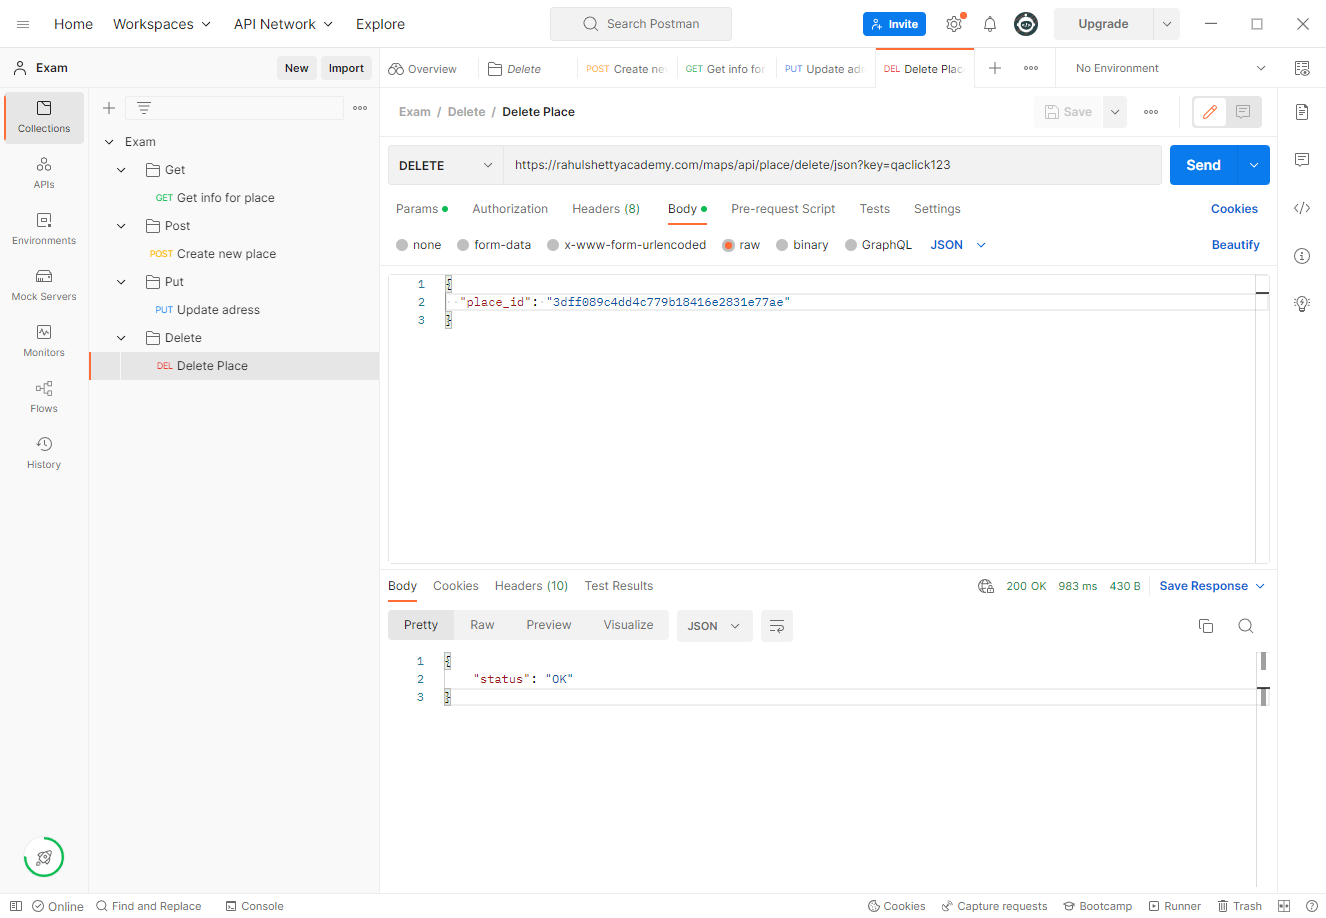 Home Workspaces API Network Explore Search Postman Invite Upgrade
Exam New Import Overview Delete POST Create ne GET Get info for PUT Update ad DEL Delete Plac No Environment
Collections
APIs
Environments
Mock Servers
Monitors
Flows
History
Exam
Get
GET Get info for place
Post
POST Create new place
Put
PUT Update adress
Delete
DEL Delete Place
Exam / Delete / Delete Place Save
DELETE https://rahulshettyacademy.com/maps/api/place/delete/json?key=qaclick123 Send
Params Authorization Headers (8) Body Pre-request Script Tests Settings Cookies
none form-data x-www-form-urlencoded raw binary GraphQL JSON Beautify
1 {
2 "place_id": "3dff089c4dd4c779b18416e2831e77ae"
3 }
Body Cookies Headers (10) Test Results 200 OK 983 ms 430 B Save Response
Pretty Raw Preview Visualize JSON
1 {
2 "status": "OK"
3 }
Online Find and Replace Console Cookies Capture requests Bootcamp Runner Trash